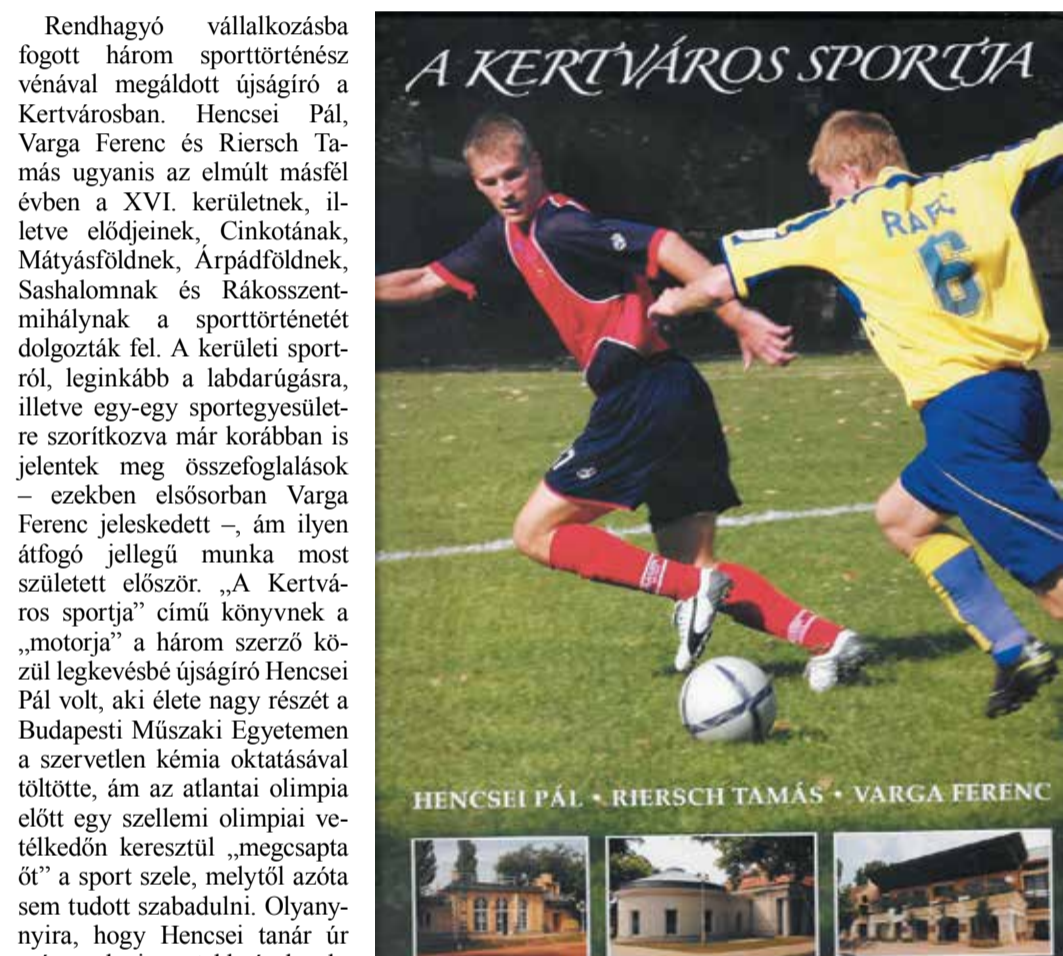 Rendhagyó vállalkozásba
fogott három sporttörténész
vénával megáldott újságíró a
Kertvárosban. Hencsei Pál,
Varga Ferenc és Riersch Ta-
más ugyanis az elmúlt másfél
évben a XVI. kerületnek, il-
letve elődjeinek, Cinkotának,
Mátyásföldnek, Árpádföldnek,
Sashalomnak és Rákosszent-
mihálynak a sporttörténetét
dolgozták fel. A kerületi sport-
ról, leginkább a labdarúgásra,
illetve egy-egy sportegyesület-
re szorítkozva már korábban is
jelentek meg összefoglalások
– ezekben elsősorban Varga
Ferenc jeleskedett –, ám ilyen
átfogó jellegű munka most
született először. „A Kertvá-
ros sportja” című könyvnek a
„motorja” a három szerző kö-
zül legkevésbé újságíró Hencsei
Pál volt, aki élete nagy részét a
Budapesti Műszaki Egyetemen
a szervetlen kémia oktatásával
töltötte, ám az atlantai olimpia
előtt egy szellemi olimpiai ve-
télkedőn keresztül „megcsapta
őt” a sport szele, melytől azóta
sem tudott szabadulni. Olyany-
nyira, hogy Hencsei tanár úr
A KERTVÁROS SPORTJA
RAFC
6
7
HENCSEI PÁL • RIERSCH TAMÁS • VARGA FERENC